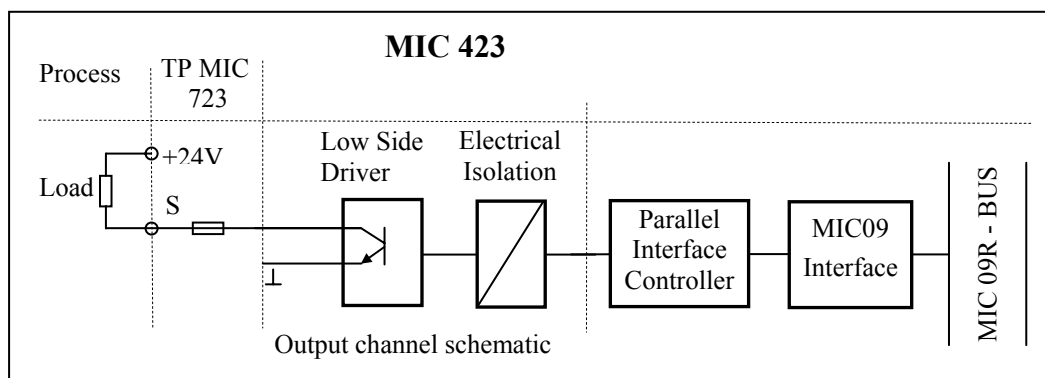 MIC 423
Process
TP MIC
723
Low Side
Driver
Electrical
Isolation
+24V
Load
S
Parallel
Interface
Controller
MIC09
Interface
MIC 09R - BUS
Output channel schematic